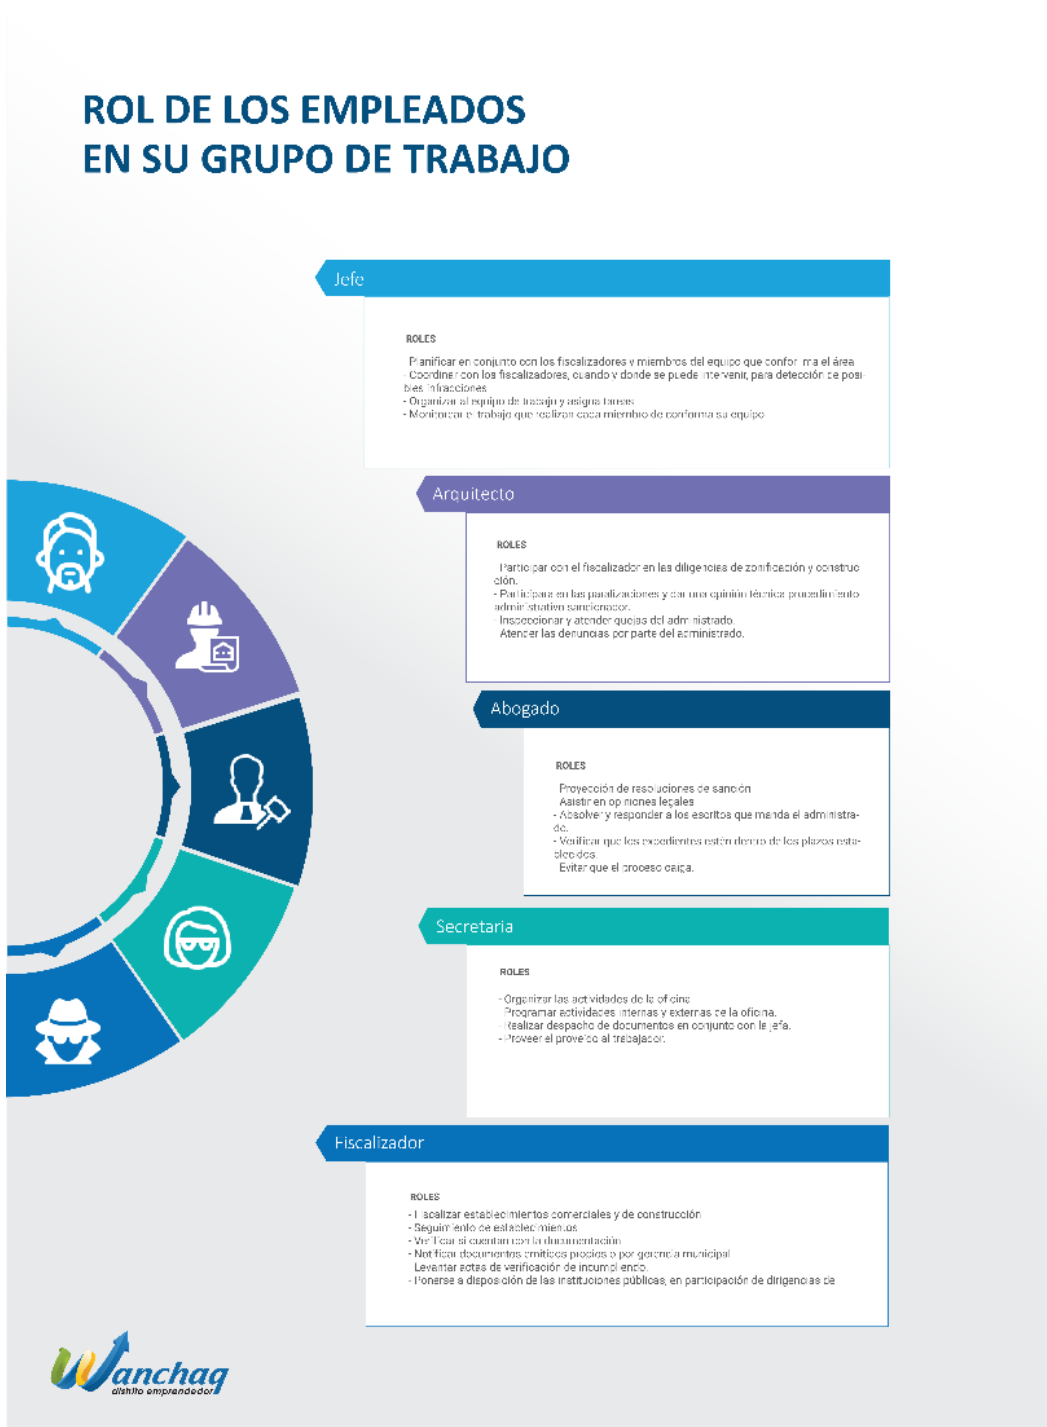 ROL DE LOS EMPLEADOS
EN SU GRUPO DE TRABAJO
Jefe
ROLES
Planificar en conjunto con los fiscalizadores y miembros del equipo que confor ma el área
- Coordinar con los fiscalizadores, cuando y donde se puede intervenir, para detección de posi-
bles infracciones
- Organizar al equipo de trabajo y asigna tareas
- Monitorear el trabajo que realizan cada miembro de conforma su equipo
Arquitecto
ROLES
Participar con el fiscalizador en las diligencias de zonificación y construc
ción.
- Participara en las paralizaciones y dar una opinión técnica procedimiento
administrativo sancionador.
- Inspeccionar y atender quejas del administrado.
Atender las denuncias por parte del administrado.
Abogado
ROLES
Proyección de resoluciones de sanción
Asistir en opiniones legales
- Absolver y responder a los escritos que manda el administra-
do.
- Verificar que los expedientes estén dentro de los plazos esta-
blecidos.
Evitar que el proceso caiga.
Secretaria
ROLES
- Organizar las actividades de la oficina
Programar actividades internas y externas de la oficina.
- Realizar despacho de documentos en conjunto con la jefa.
- Proveer el proveído al trabajador.
Fiscalizador
ROLES
- Fiscalizar establecimientos comerciales y de construcción
- Seguimiento de establecimientos
- Verificar si cuentan con la documentación
- Notificar documentos emitidos propios o por gerencia municipal
Levantar actas de verificación de incumpliendo.
- Ponerse a disposición de las instituciones públicas, en participación de dirigencias de
Wanchaq
distrito emprendedor